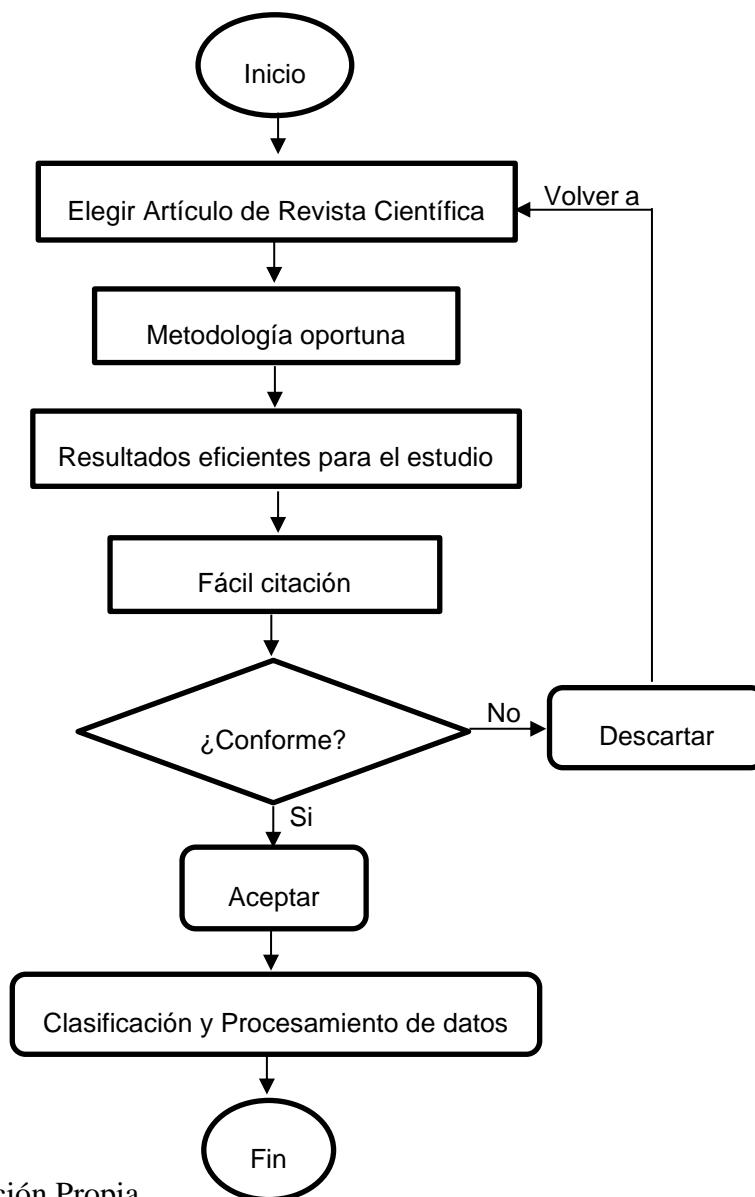 Inicio
Elegir Artículo de Revista Científica
Volver a
Metodología oportuna
Resultados eficientes para el estudio
Fácil citación
¿Conforme?
No
Descartar
Si
Aceptar
Clasificación y Procesamiento de datos
Fin
Propia